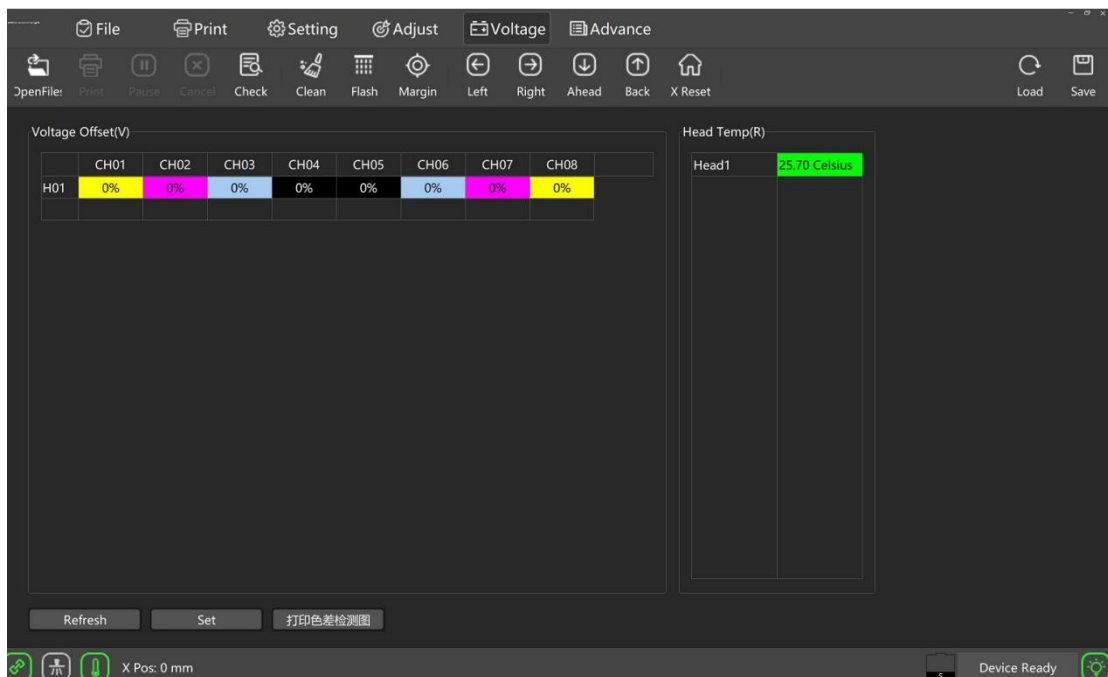 File Print Setting Adjust Voltage Advance
OpenFiles Print Pause Cancel Check Clean Flash Margin Left Right Ahead Back X Reset Load Save
Voltage Offset(V) Head Temp(R)
CH01 CH02 CH03 CH04 CH05 CH06 CH07 CH08 Head1 25.70 Celsius
H01 0% 0% 0% 0% 0% 0% 0% 0%
Refresh Set 打印色差检测图
X Pos: 0 mm S Device Ready